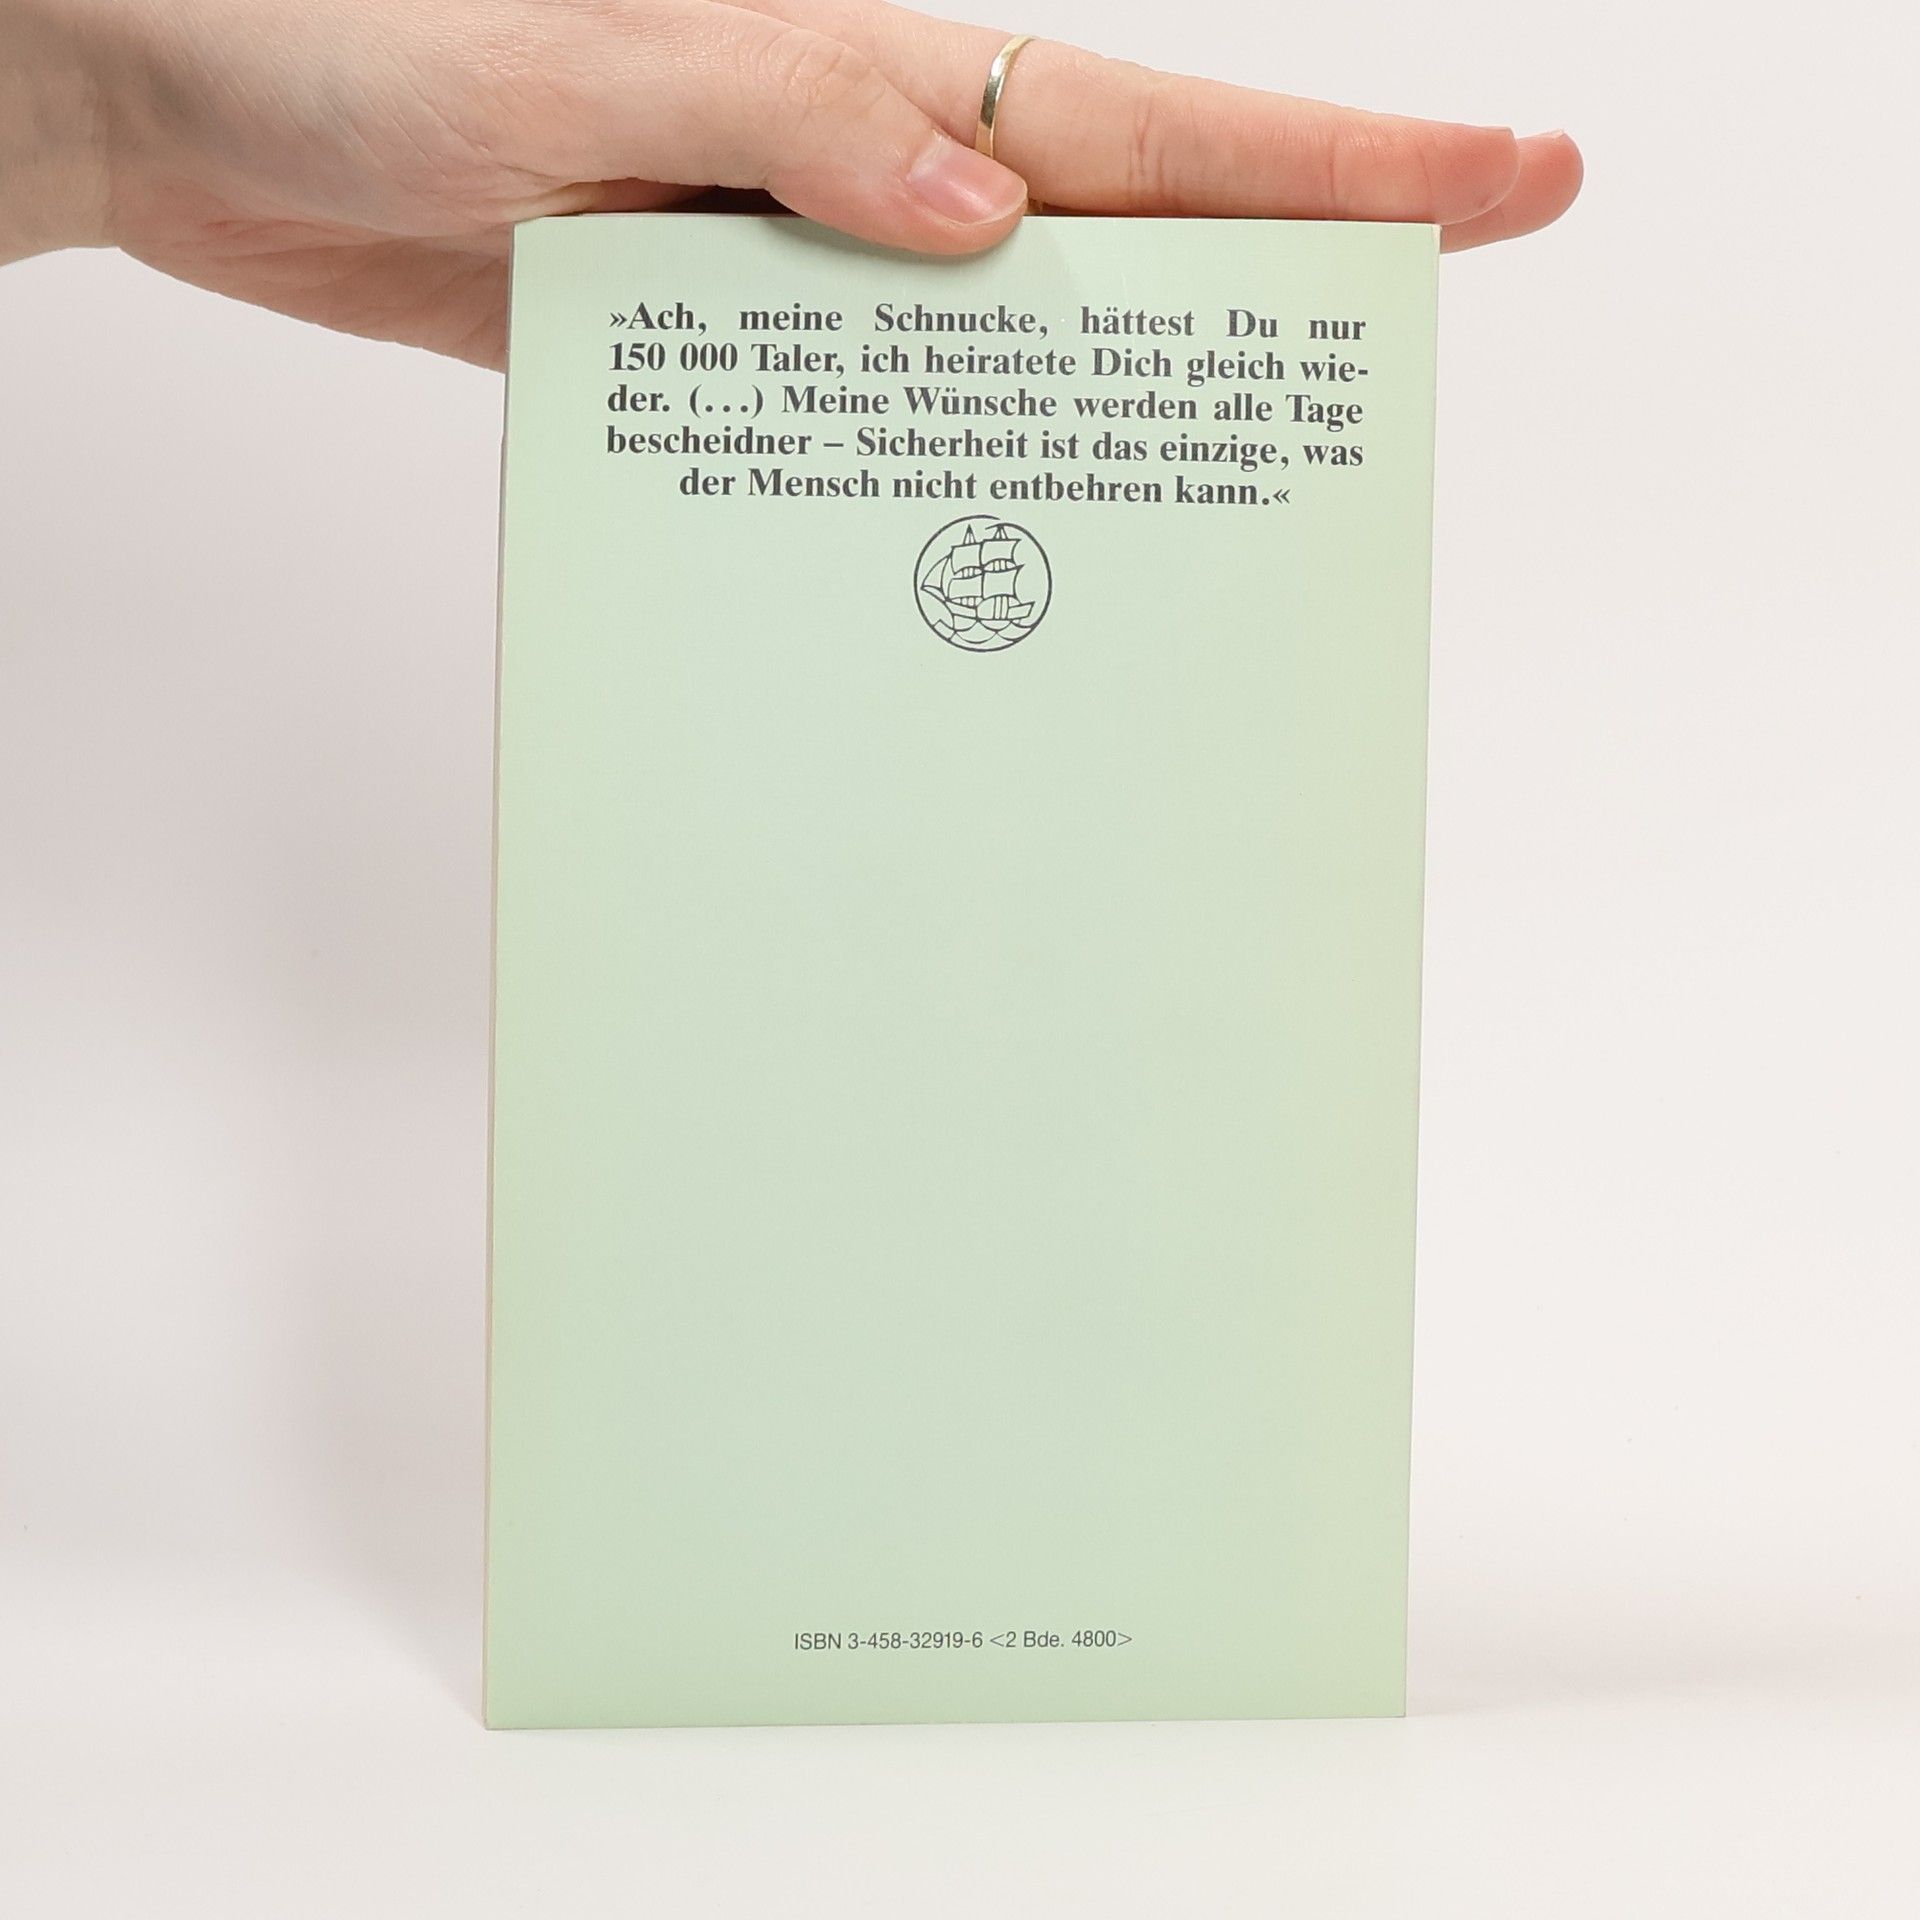 »Ach, meine Schnucke, hättest Du nur
150 000 Taler, ich heiratete Dich gleich wie-
der. (...) Meine Wünsche werden alle Tage
bescheidner – Sicherheit ist das einzige, was
der Mensch nicht entbehren kann.«
ISBN 3-458-32919-6 <2 Bde. 4800>